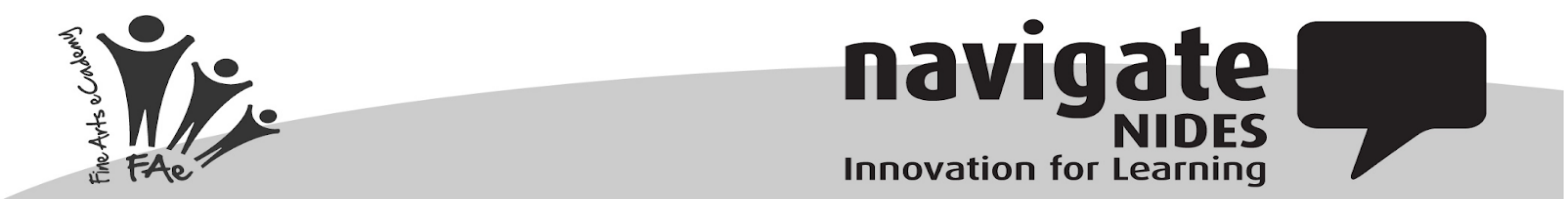 Fine Arts eCademy
FAe
navigate
NIDES
Innovation for Learning